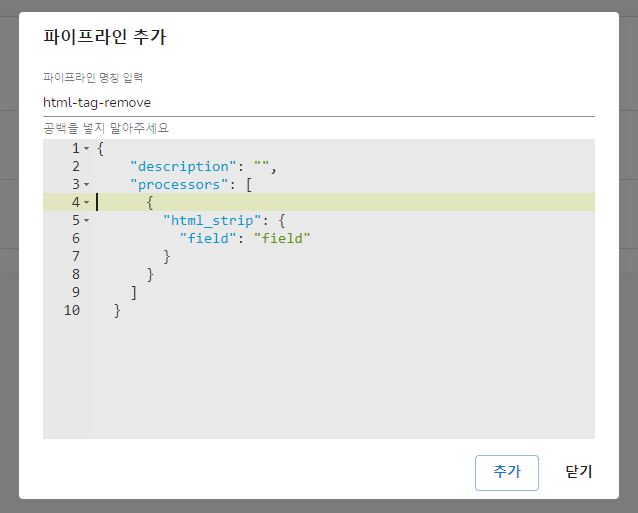 파이프라인 추가
파이프라인 명칭 입력
html-tag-remove
공백을 넣지 말아주세요
1 {
2     "description": "",
3     "processors": [
4       {
5         "html_strip": {
6           "field": "field"
7         }
8       }
9     ]
10   }
추가 닫기